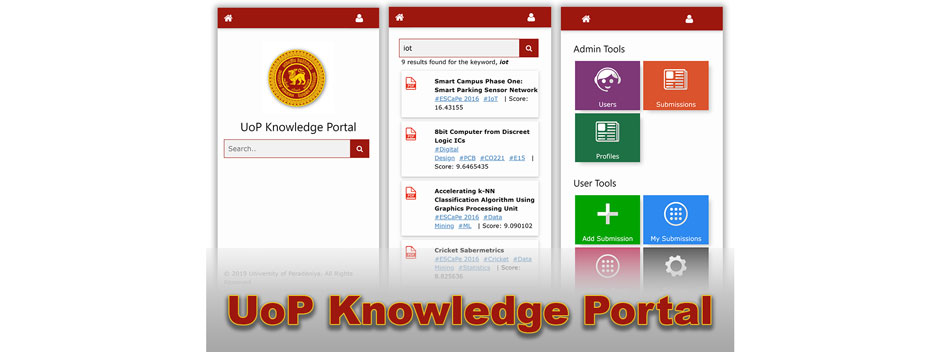 UoP Knowledge Portal
Search..
© 2019 University of Peradeniya. All Rights
Reserved
iot
9 results found for the keyword, iot
Smart Campus Phase One:
Smart Parking Sensor Network
#ESCaPe 2016 #IoT | Score:
16.43155
8bit Computer from Discreet
Logic ICs
#Digital
Design #PCB #CO221 #E15 |
Score: 9.6465435
Accelerating k-NN
Classification Algorithm Using
Graphics Processing Unit
#ESCaPe 2016 #Data
Mining #ML | Score: 9.090102
Cricket Sabermetrics
#ESCaPe 2016 #Cricket #Data
Mining #Statistics | Score:
Admin Tools
Users
Submissions
Profiles
User Tools
Add Submission
My Submissions
UoP Knowledge Portal